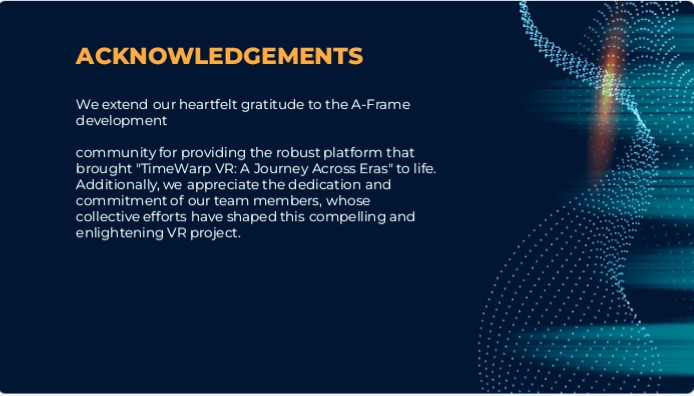 ACKNOWLEDGEMENTS
We extend our heartfelt gratitude to the A-Frame
development
community for providing the robust platform that
brought "TimeWarp VR: A Journey Across Eras" to life.
Additionally, we appreciate the dedication and
commitment of our team members, whose
collective efforts have shaped this compelling and
enlightening VR project.